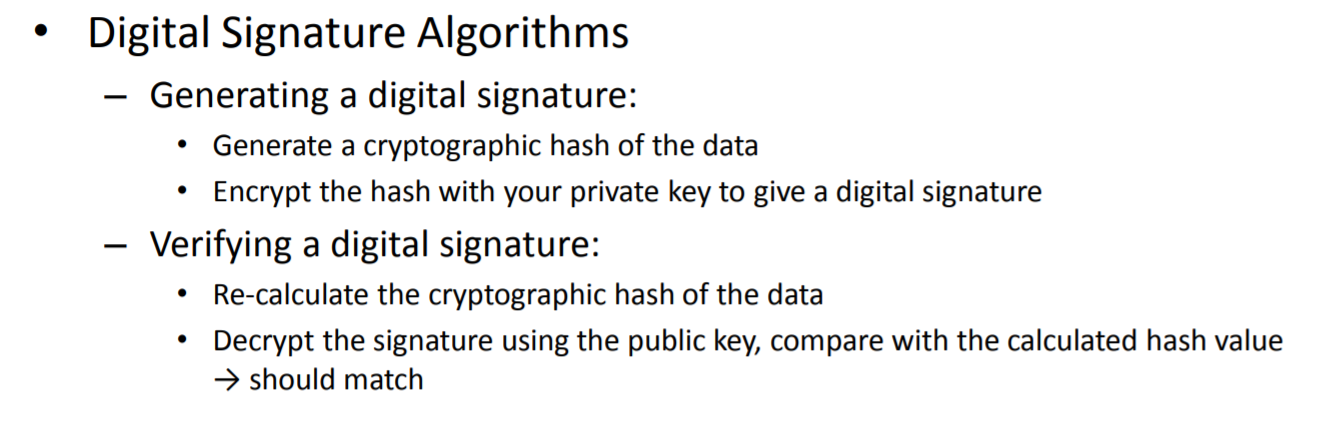 • Digital Signature Algorithms
– Generating a digital signature:
• Generate a cryptographic hash of the data
• Encrypt the hash with your private key to give a digital signature
– Verifying a digital signature:
• Re-calculate the cryptographic hash of the data
• Decrypt the signature using the public key, compare with the calculated hash value
→ should match